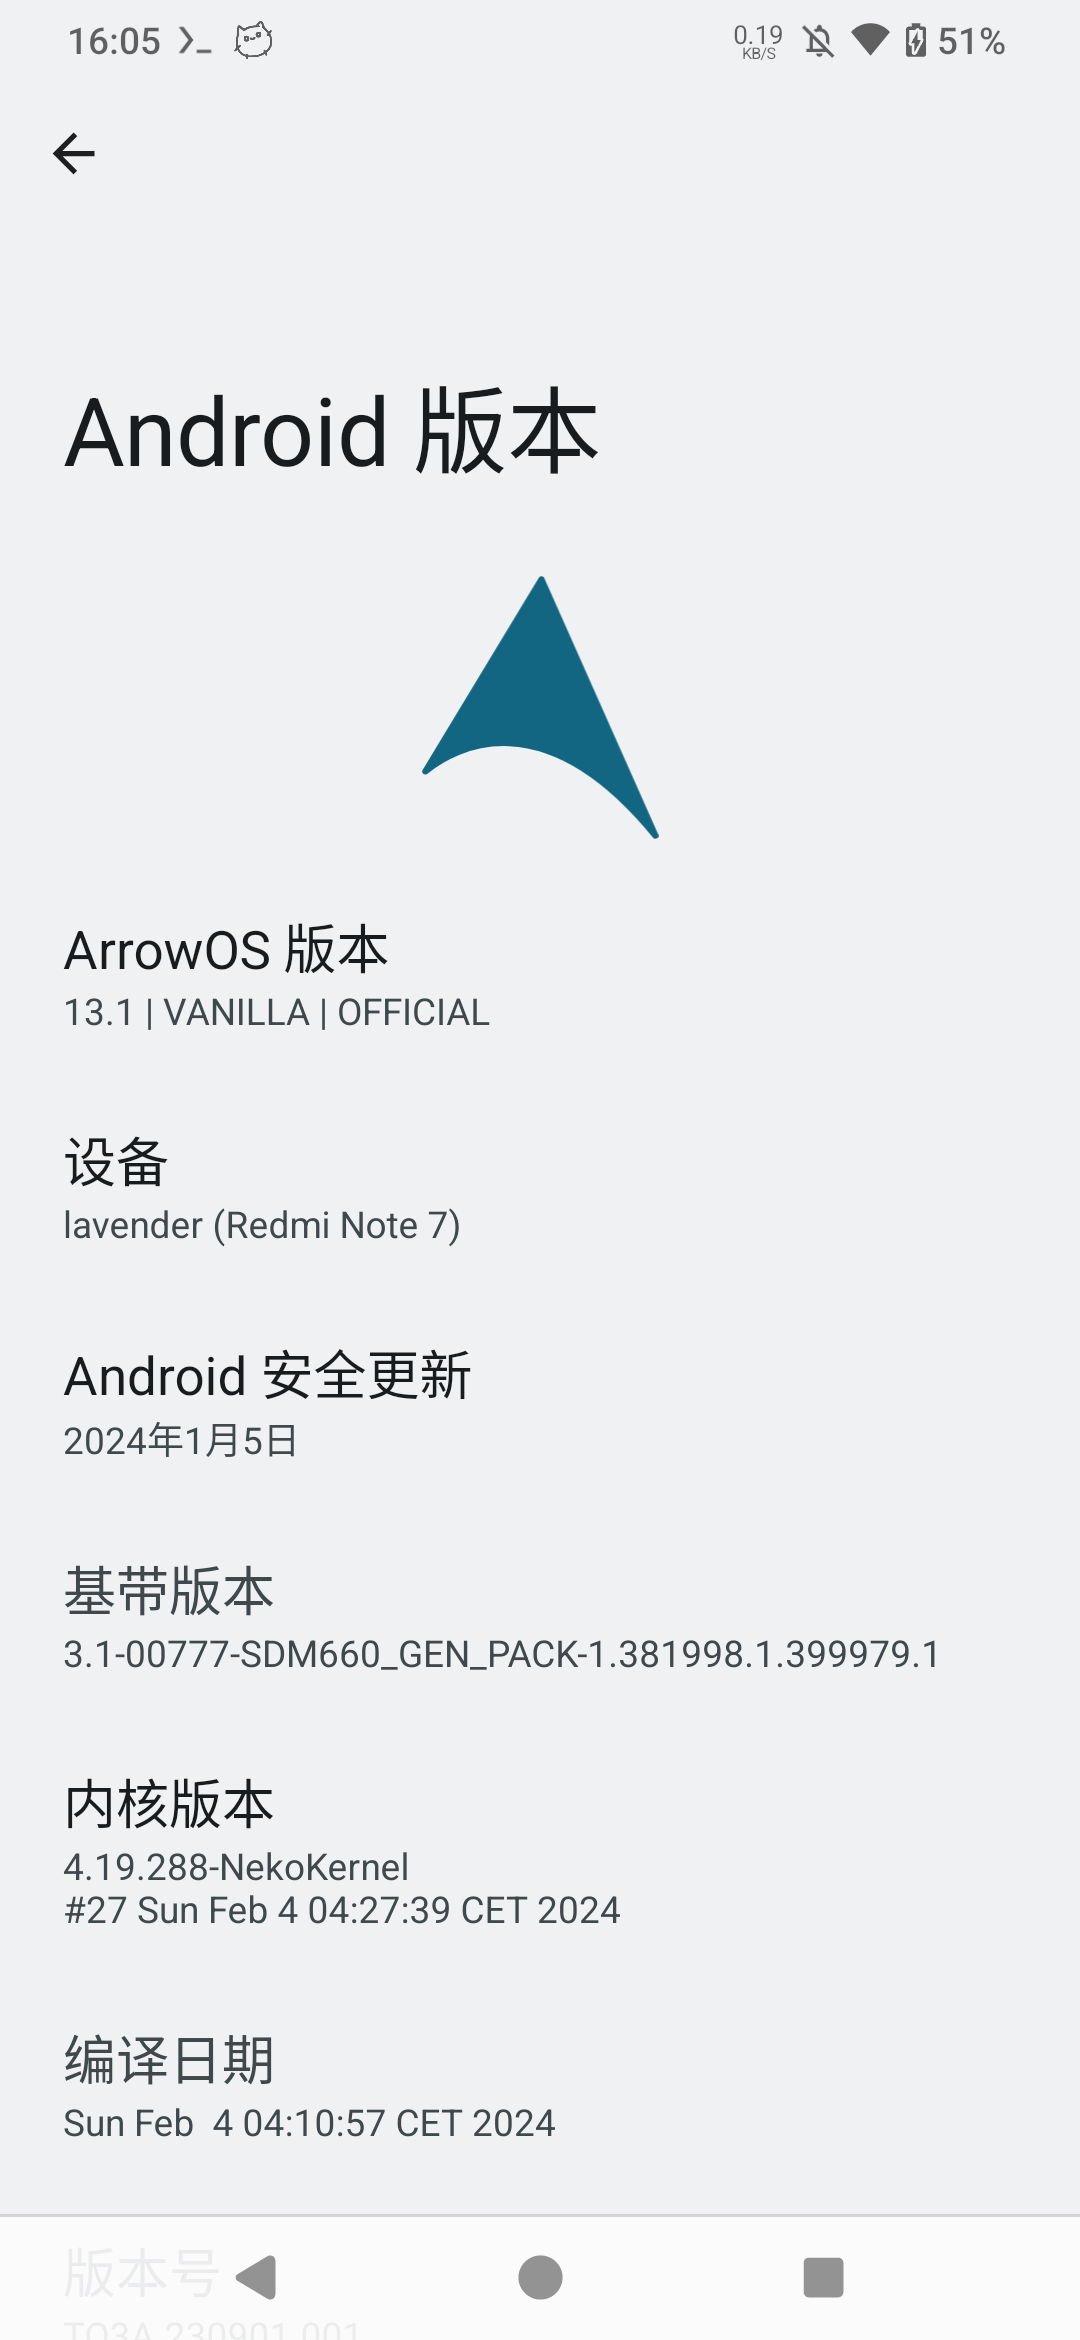 16:05
0.19
KB/S
51%
Android 版本
ArrowOS 版本
13.1 | VANILLA | OFFICIAL
设备
lavender (Redmi Note 7)
Android 安全更新
2024年1月5日
基带版本
3.1-00777-SDM660_GEN_PACK-1.381998.1.399979.1
内核版本
4.19.288-NekoKernel
#27 Sun Feb 4 04:27:39 CET 2024
编译日期
Sun Feb  4 04:10:57 CET 2024
版本号
TQ3A.230901.001